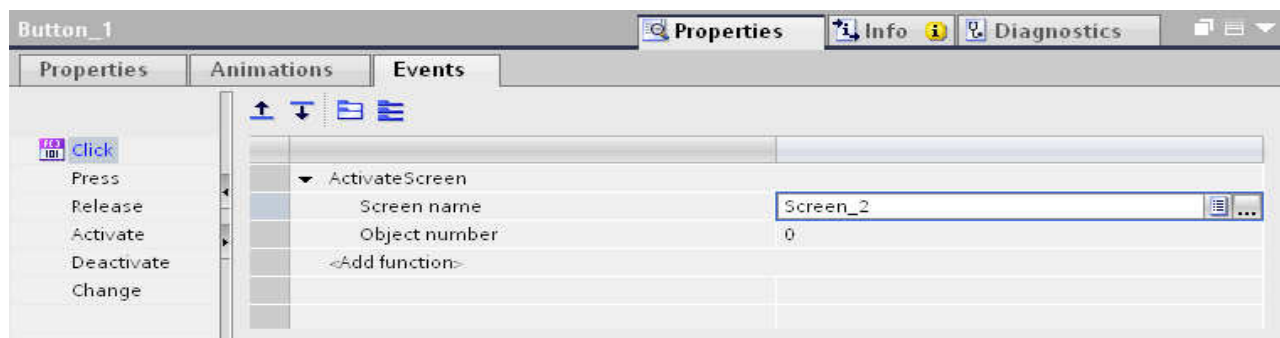 Button_1 Properties Info Diagnostics
Properties Animations Events
Click
Press
Release
Activate
Deactivate
Change
ActivateScreen
Screen name Screen_2 ...
Object number 0
<Add function>